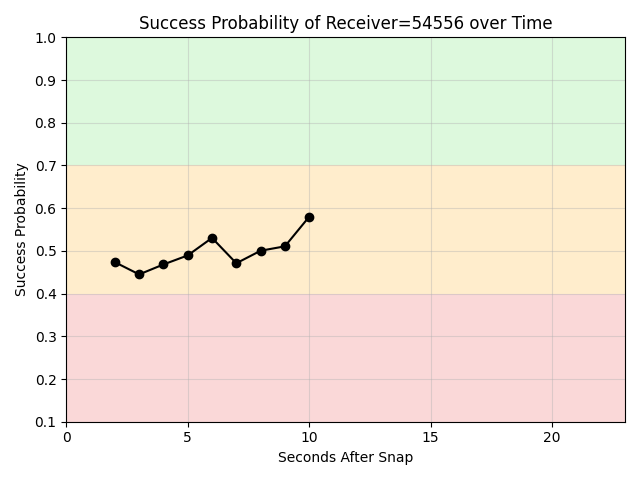 Success Probability of Receiver=54556 over Time
1.0
0.9
0.8
0.7
0.6
0.5
0.4
0.3
0.2
0.1
Success Probability
0 5 10 15 20
Seconds After Snap